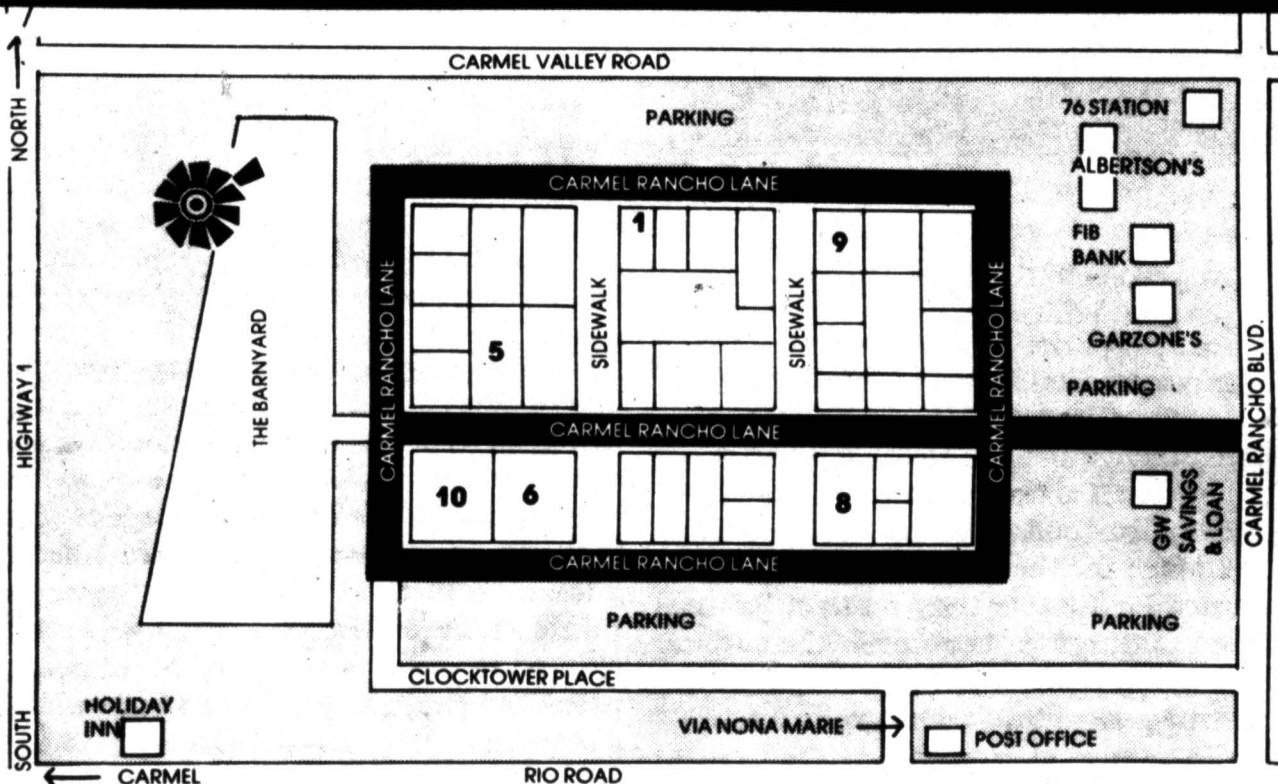 CARMEL VALLEY ROAD
NORTH
HIGHWAY 1
SOUTH
PARKING
76 STATION
ALBERTSON'S
CARMEL RANCHO LANE
1
9
FIB
BANK
CARMEL RANCHO LANE
SIDEWALK
SIDEWALK
CARMEL RANCHO LANE
GARZONE'S
5
THE BARNYARD
PARKING
CARMEL RANCHO BLVD.
CARMEL RANCHO LANE
10
6
8
GW
SAVINGS
& LOAN
CARMEL RANCHO LANE
PARKING
PARKING
CLOCKTOWER PLACE
HOLIDAY
INN
VIA NONA MARIE
POST OFFICE
CARMEL
RIO ROAD